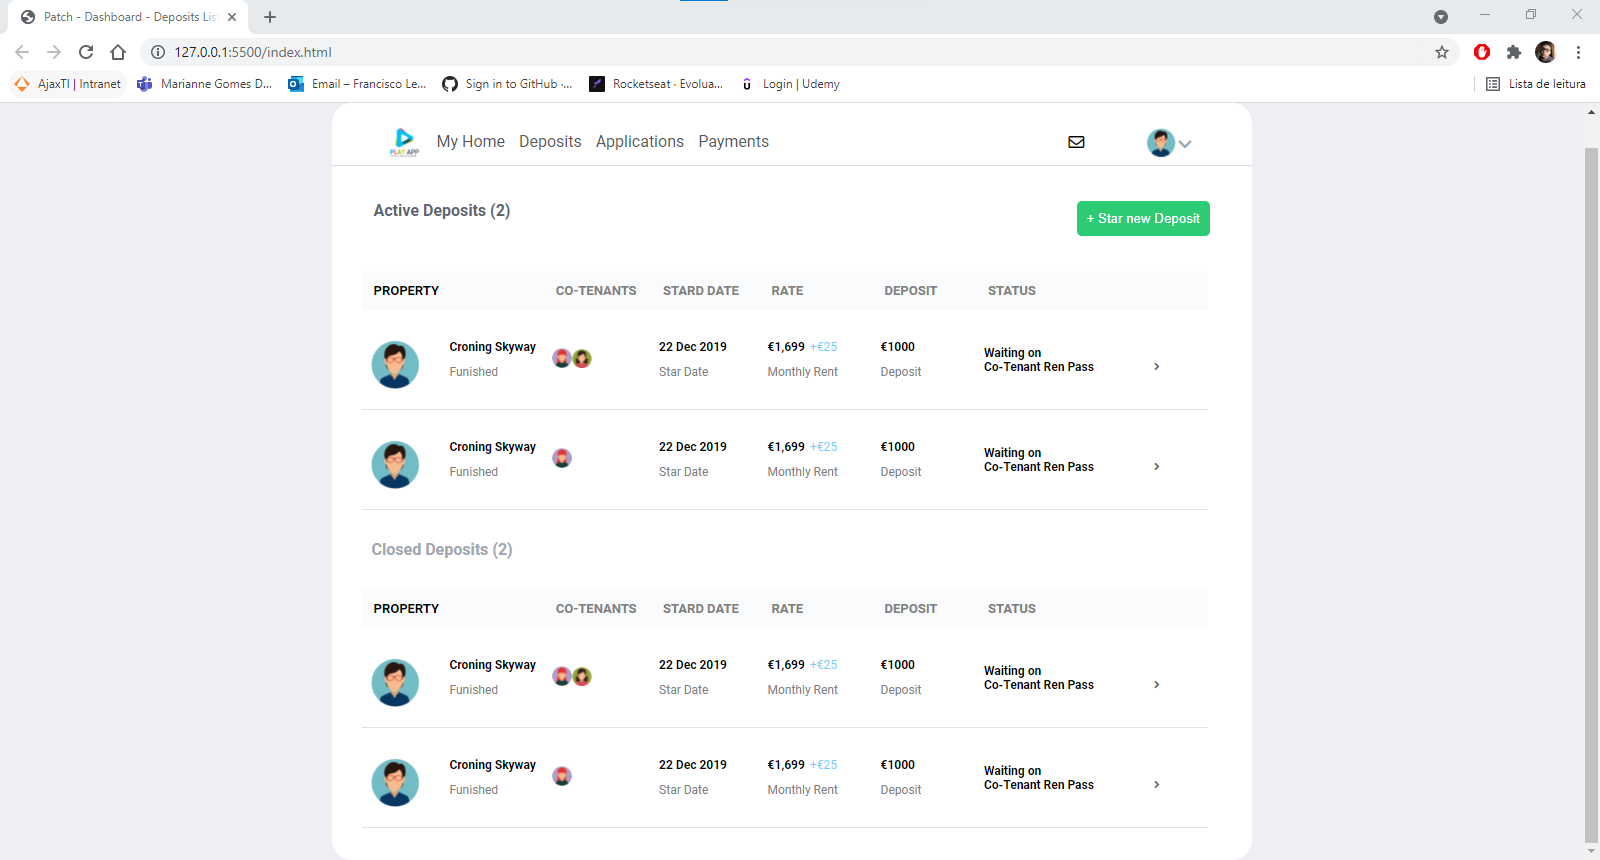 Patch - Dashboard - Deposits Lis
127.0.0.1:5500/index.html
AjaxTI | Intranet
Marianne Gomes D...
Email – Francisco Le...
Sign in to GitHub ·...
Rocketseat · Evolua...
Login | Udemy
Lista de leitura
PLAY APP
My Home
Deposits
Applications
Payments
Active Deposits (2)
+ Star new Deposit
PROPERTY
CO-TENANTS
STARD DATE
RATE
DEPOSIT
STATUS
Croning Skyway
22 Dec 2019
€1,699 +€25
€1000
Waiting on
Co-Tenant Ren Pass
Funished
Star Date
Monthly Rent
Deposit
Croning Skyway
22 Dec 2019
€1,699 +€25
€1000
Waiting on
Co-Tenant Ren Pass
Funished
Star Date
Monthly Rent
Deposit
Closed Deposits (2)
PROPERTY
CO-TENANTS
STARD DATE
RATE
DEPOSIT
STATUS
Croning Skyway
22 Dec 2019
€1,699 +€25
€1000
Waiting on
Co-Tenant Ren Pass
Funished
Star Date
Monthly Rent
Deposit
Croning Skyway
22 Dec 2019
€1,699 +€25
€1000
Waiting on
Co-Tenant Ren Pass
Funished
Star Date
Monthly Rent
Deposit